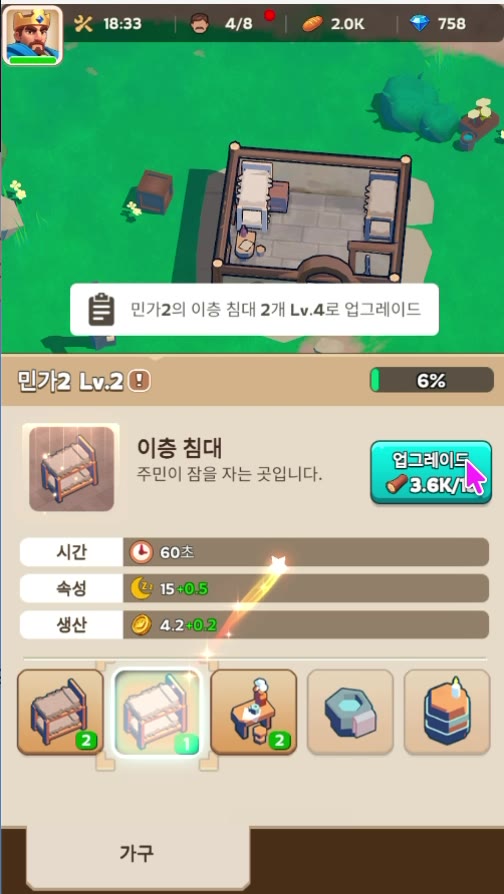 18:33
4/8
2.0K
758
민가2의 이층 침대 2개 Lv.4로 업그레이드
민가2 Lv.2
6%
이층 침대
주민이 잠을 자는 곳입니다.
업그레이드
3.6K/
시간
60초
속성
15+0.5
생산
4.2+0.2
2
1
2
가구